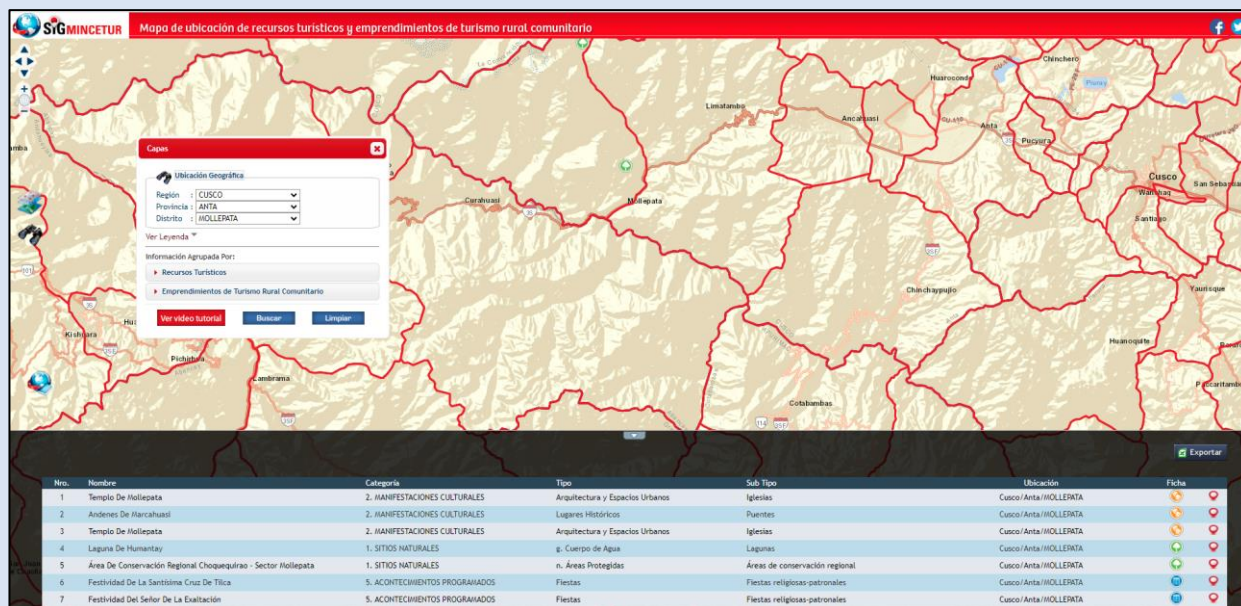 SIGMINCETUR Mapa de ubicación de recursos turísticos y emprendimientos de turismo rural comunitario
Chinchero
Huarosondo
Piuray
Limatambo
Ancahuasi
CU-110
Anta
Pucyura
Cusco
San Sebas
Wanchaq
Santiago
Mollepata
Curahuasi
Chinchaypujio
Yaurisque
Huanoquite
Paccaritambo
Kishuara
Pichirhua
Lambrama
Cotabambas
Capas
Ubicación Geográfica
Región : CUSCO
Provincia : ANTA
Distrito : MOLLEPATA
Ver Leyenda
Información Agrupada Por:
Recursos Turísticos
Emprendimientos de Turismo Rural Comunitario
Ver video tutorial Buscar Limpiar
Exportar
Nro. Nombre Categoría Tipo Sub Tipo Ubicación Ficha
1 Templo De Mollepata 2. MANIFESTACIONES CULTURALES Arquitectura y Espacios Urbanos Iglesias Cusco/Anta/MOLLEPATA
2 Andenes De Marcahuasi 2. MANIFESTACIONES CULTURALES Lugares Históricos Puentes Cusco/Anta/MOLLEPATA
3 Templo De Mollepata 2. MANIFESTACIONES CULTURALES Arquitectura y Espacios Urbanos Iglesias Cusco/Anta/MOLLEPATA
4 Laguna De Humantay 1. SITIOS NATURALES g. Cuerpo de Agua Lagunas Cusco/Anta/MOLLEPATA
5 Área De Conservación Regional Choquequirao - Sector Mollepata 1. SITIOS NATURALES n. Áreas Protegidas Áreas de conservación regional Cusco/Anta/MOLLEPATA
6 Festividad De La Santísima Cruz De Tilca 5. ACONTECIMIENTOS PROGRAMADOS Fiestas Fiestas religiosas-patronales Cusco/Anta/MOLLEPATA
7 Festividad Del Señor De La Exaltación 5. ACONTECIMIENTOS PROGRAMADOS Fiestas Fiestas religiosas-patronales Cusco/Anta/MOLLEPATA